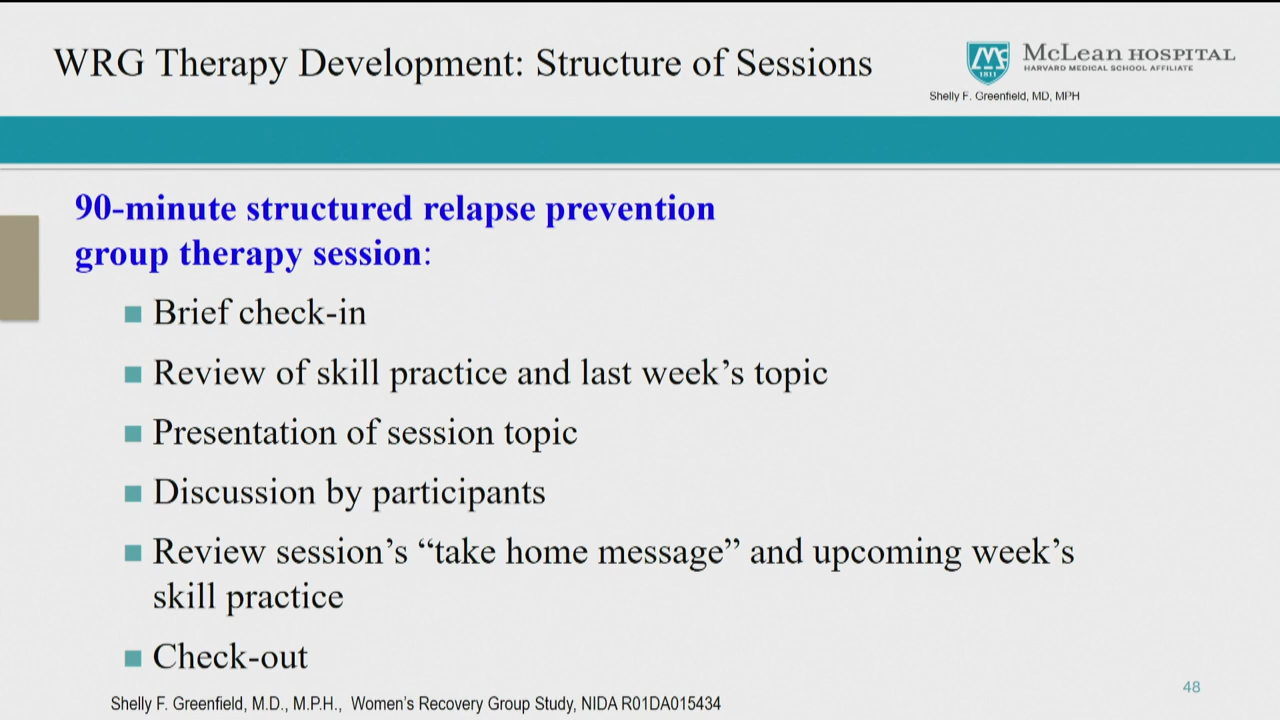 WRG Therapy Development: Structure of Sessions
McLean HOSPITAL
HARVARD MEDICAL SCHOOL AFFILIATE
1811
Shelly F. Greenfield, MD, MPH
90-minute structured relapse prevention
group therapy session:
Brief check-in
Review of skill practice and last week’s topic
Presentation of session topic
Discussion by participants
Review session’s “take home message” and upcoming week’s
skill practice
Check-out
48
Shelly F. Greenfield, M.D., M.P.H., Women’s Recovery Group Study, NIDA R01DA015434